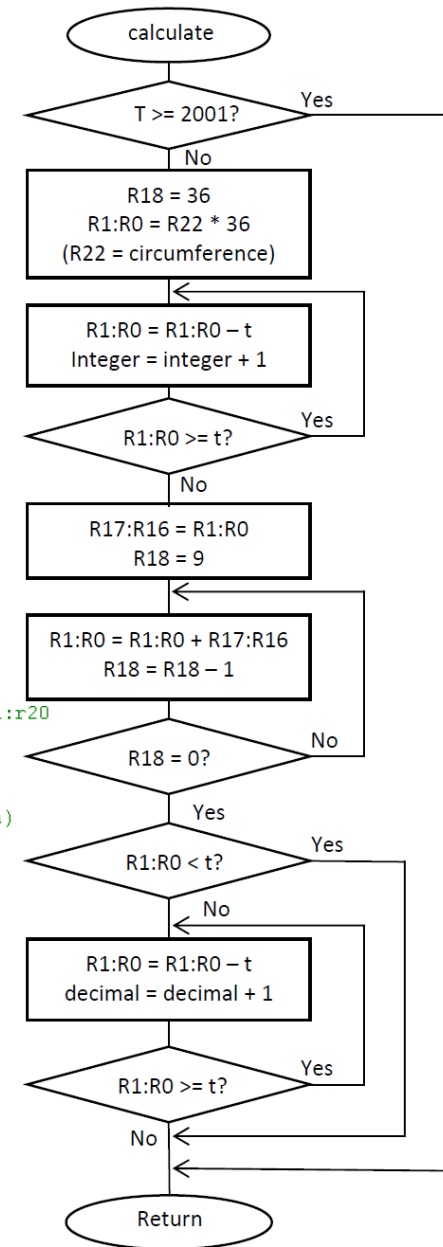 calculate
T >= 2001?
Yes
No
R18 = 36
R1:R0 = R22 * 36
(R22 = circumference)
R1:R0 = R1:R0 – t
Integer = integer + 1
R1:R0 >= t?
Yes
No
R17:R16 = R1:R0
R18 = 9
R1:R0 = R1:R0 + R17:R16
R18 = R18 – 1
:r20
R18 = 0?
No
Yes
)
R1:R0 < t?
Yes
No
R1:R0 = R1:R0 – t
decimal = decimal + 1
R1:R0 >= t?
Yes
No
Return